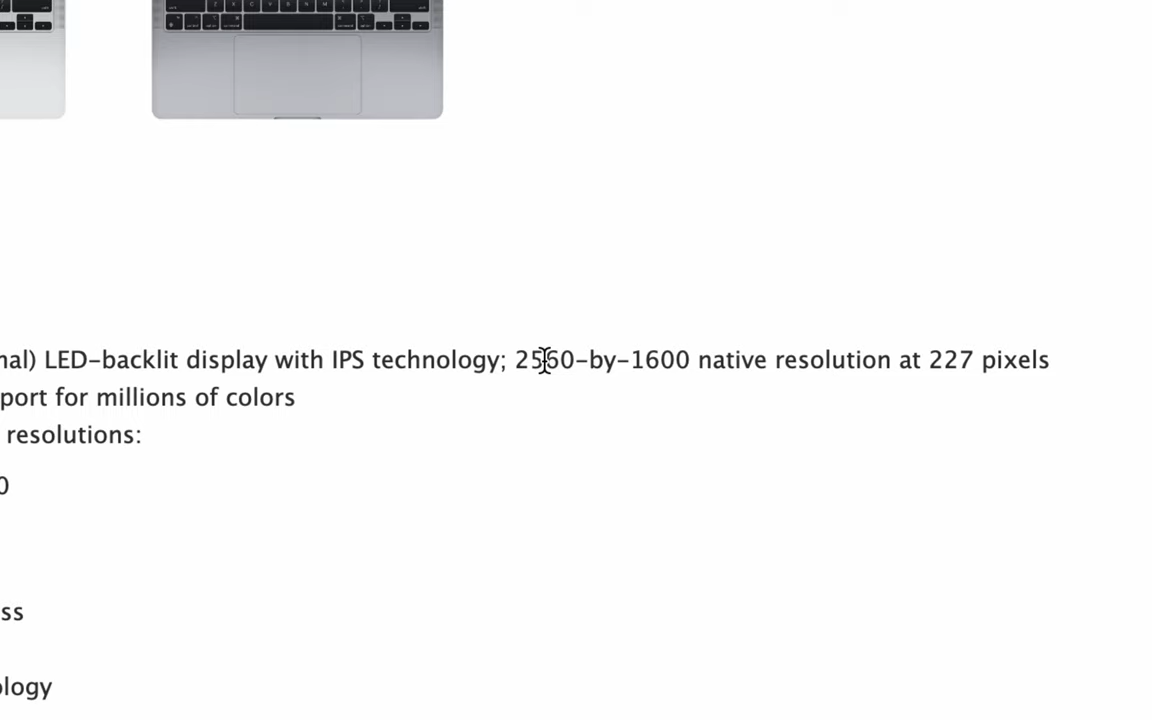 nal) LED-backlit display with IPS technology; 2560-by-1600 native resolution at 227 pixels
port for millions of colors
resolutions:
0
ss
ology